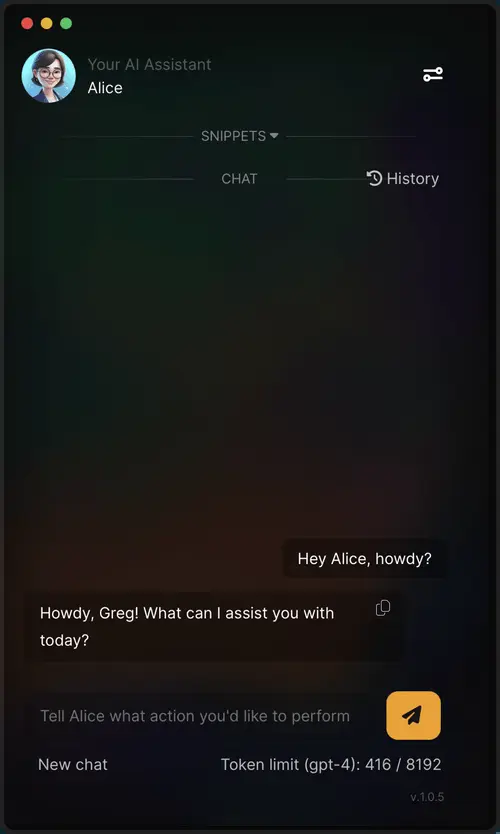 Your AI Assistant
Alice
SNIPPETS
CHAT
History
Hey Alice, howdy?
Howdy, Greg! What can I assist you with
today?
Tell Alice what action you'd like to perform
New chat
Token limit (gpt-4): 416 / 8192
v.1.0.5